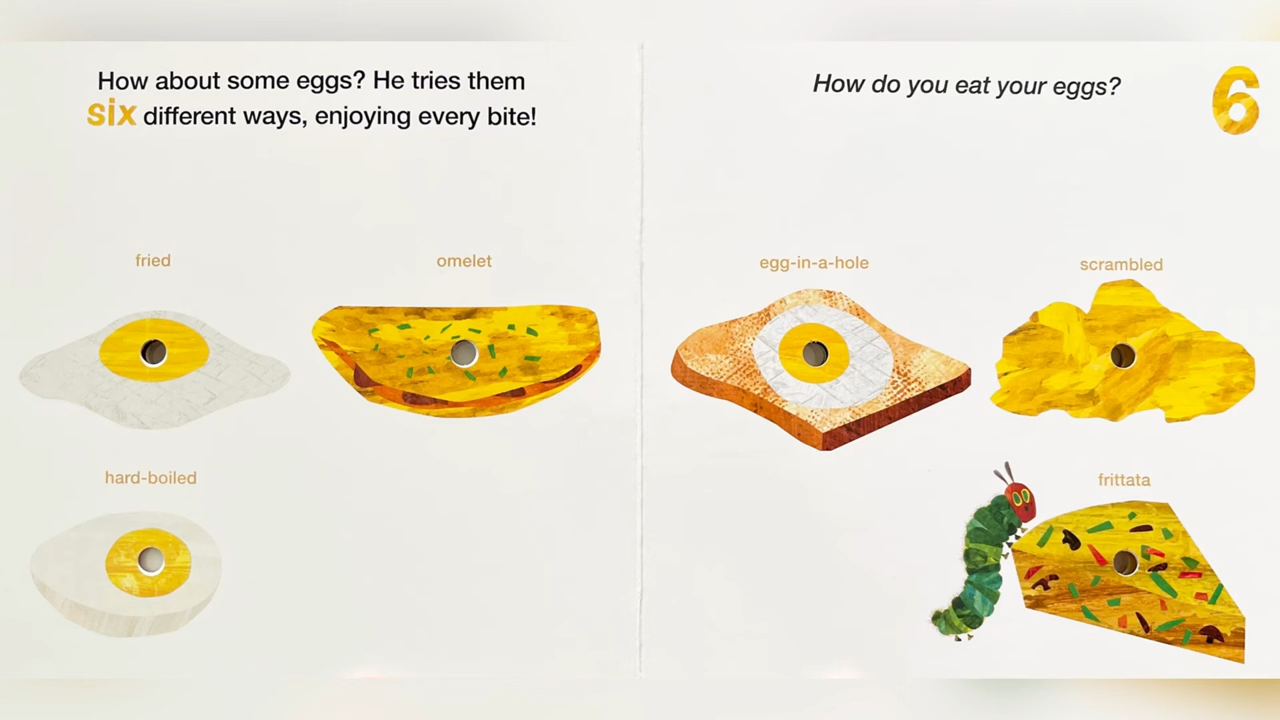 How about some eggs? He tries them
six different ways, enjoying every bite!
fried
omelet
hard-boiled
How do you eat your eggs?
6
egg-in-a-hole
scrambled
frittata